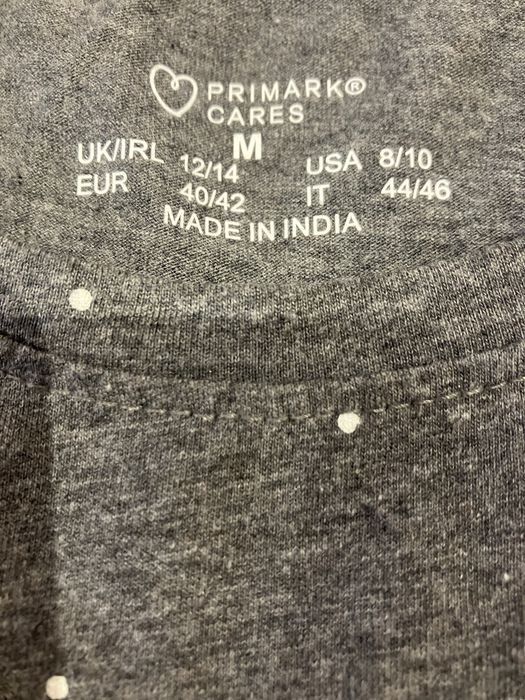 PRIMARK®
CARES
M
UK/IRL 12/14 USA 8/10
EUR 40/42 IT 44/46
MADE IN INDIA